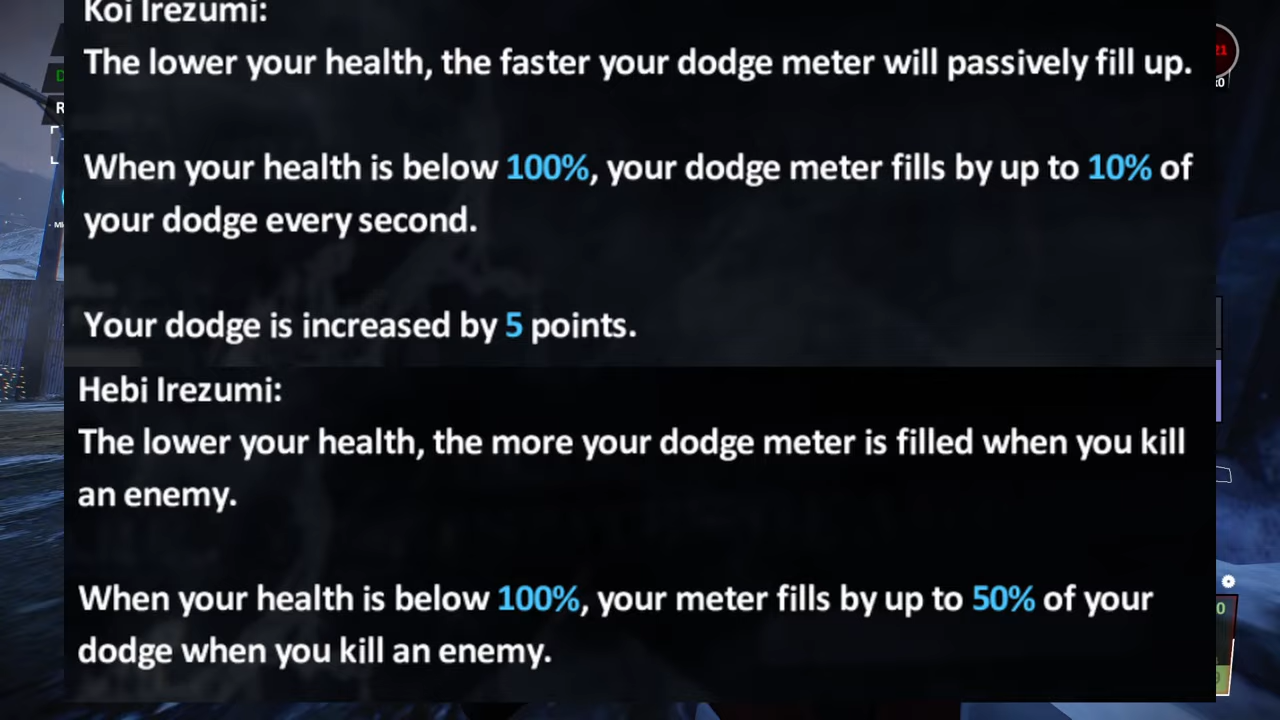 Koi Irezumi:
The lower your health, the faster your dodge meter will passively fill up.
When your health is below 100%, your dodge meter fills by up to 10% of
your dodge every second.
Your dodge is increased by 5 points.
Hebi Irezumi:
The lower your health, the more your dodge meter is filled when you kill
an enemy.
When your health is below 100%, your meter fills by up to 50% of your
dodge when you kill an enemy.